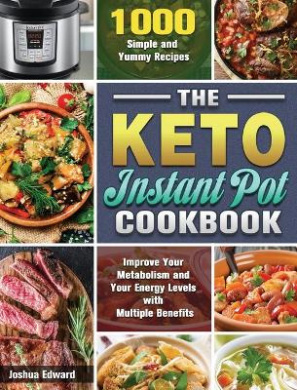 1000
Simple and
Yummy Recipes
THE
KETO
Instant Pot
COOKBOOK
Improve Your
Metabolism and
Your Energy Levels
with
Multiple Benefits
Joshua Edward